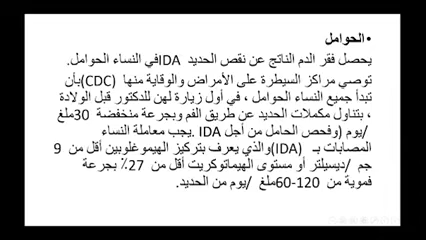 •الحوامل
يحصل فقر الدم الناتج عن نقص الحديد IDAفي النساء الحوامل.
توصي مراكز السيطرة على الأمراض والوقاية منها (CDC)بأن
تبدأ جميع النساء الحوامل ، في أول زيارة لهن للدكتور قبل الولادة
، بتناول مكملات الحديد عن طريق الفم وبجرعة منخفضة 30ملغ
/يوم (وفحص الحامل من أجل IDA .يجب معاملة النساء
المصابات بـ (IDA)والذي يعرف بتركيز الهيموغلوبين أقل من 9
جم /ديسيلتر أو مستوى الهيماتوكريت أقل من 27٪ بجرعة
فموية من 120-60ملغ /يوم من الحديد.